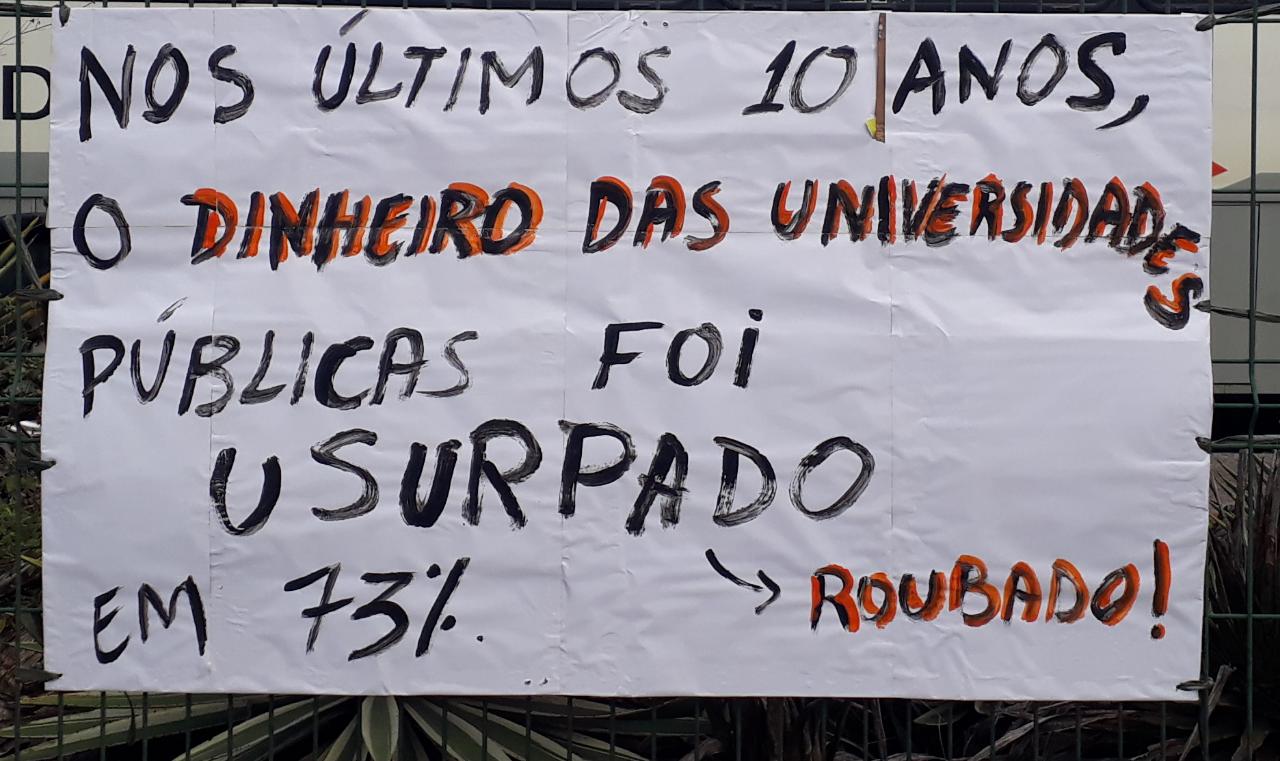 NOS ÚLTIMOS 10 ANOS,
O DINHEIRO DAS UNIVERSIDADES
PÚBLICAS FOI
USURPADO
EM 73%. → ROUBADO!
D